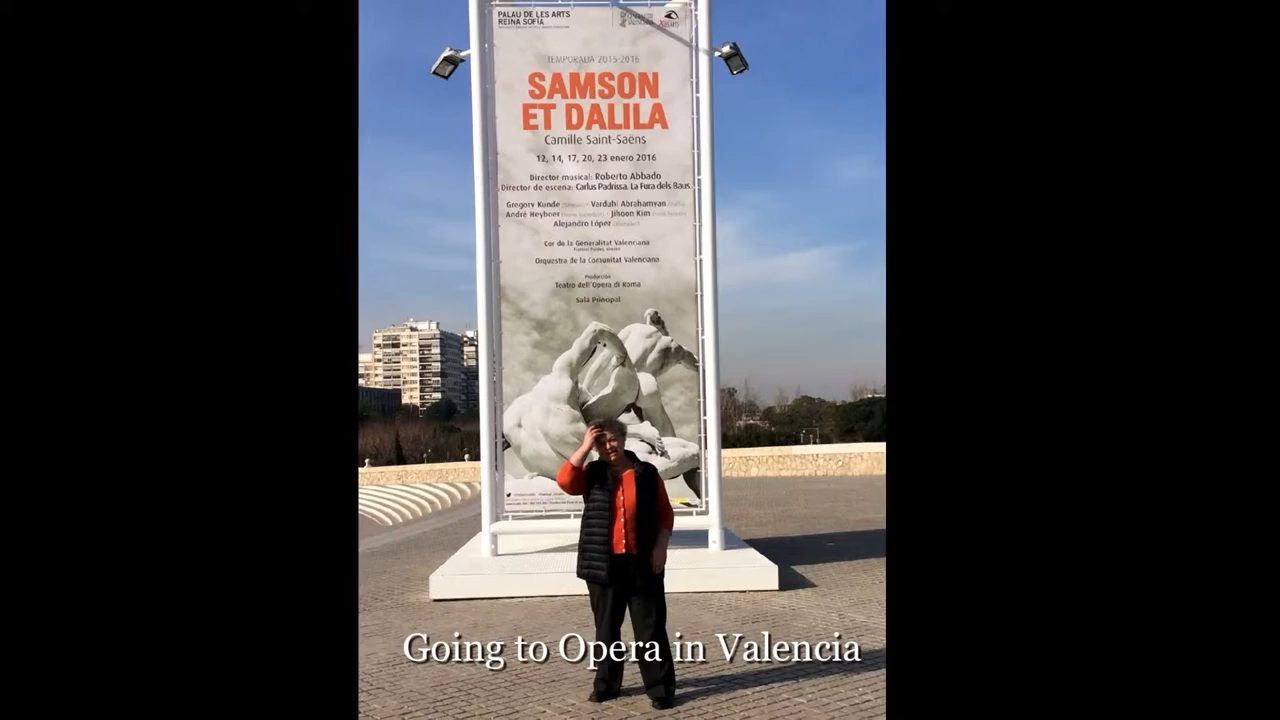 PALAU DE LES ARTS
REINA SOFÍA
TEMPORADA 2015-2016
SAMSON
ET DALILA
Camille Saint-Saëns
12, 14, 17, 20, 23 enero 2016
Director musical: Roberto Abbado
Director de escena: Carlus Padrissa. La Fura dels Baus
Gregory Kunde Varduhi Abrahamyan
André Heyboer Jihoon Kim
Alejandro López
Cor de la Generalitat Valenciana
Orquestra de la Comunitat Valenciana
Producción
Teatro dell'Opera di Roma
Sala Principal
Going to Opera in Valencia